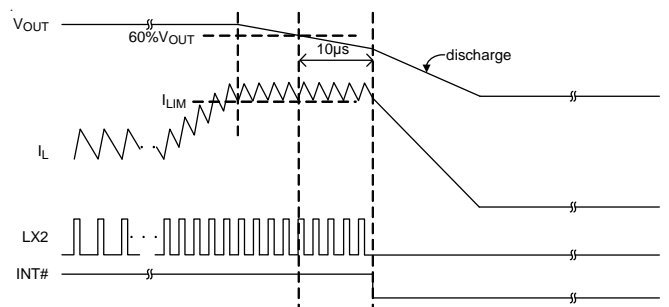 VOUT
60%VOUT
10µs
discharge
ILIM
IL
LX2
INT#